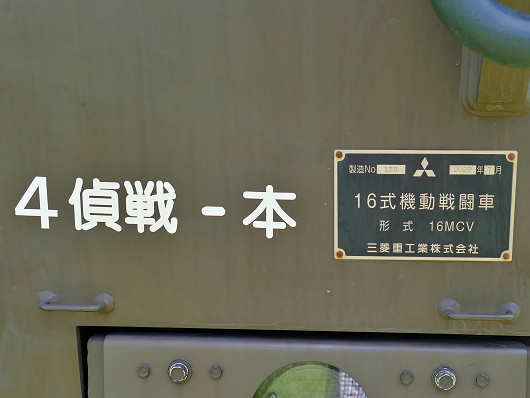 4偵戦-本
製造No 年 月
16式機動戦闘車
形式 16MCV
三菱重工業株式会社